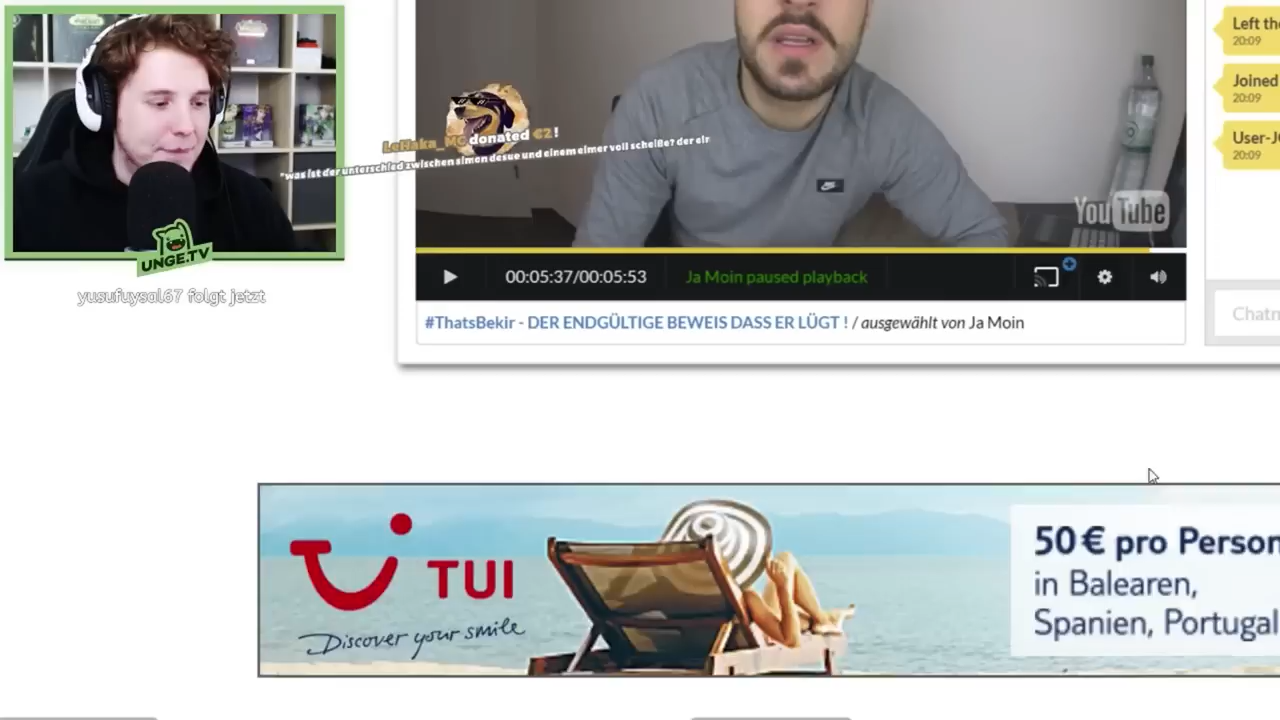 UNGE.TV
yusufuysal67 folgt jetzt
LeHaka_MC donated €2!
"was ist der unterschied zwischen simon desue und einem eimer voll scheiße? der eir
YouTube
00:05:37/00:05:53
Ja Moin paused playback
#ThatsBekir - DER ENDGÜLTIGE BEWEIS DASS ER LÜGT ! / ausgewählt von Ja Moin
Left the
20:09
Joined
20:09
User-J
20:09
Chatn
TUI
Discover your smile
50 € pro Person
in Balearen,
Spanien, Portugal